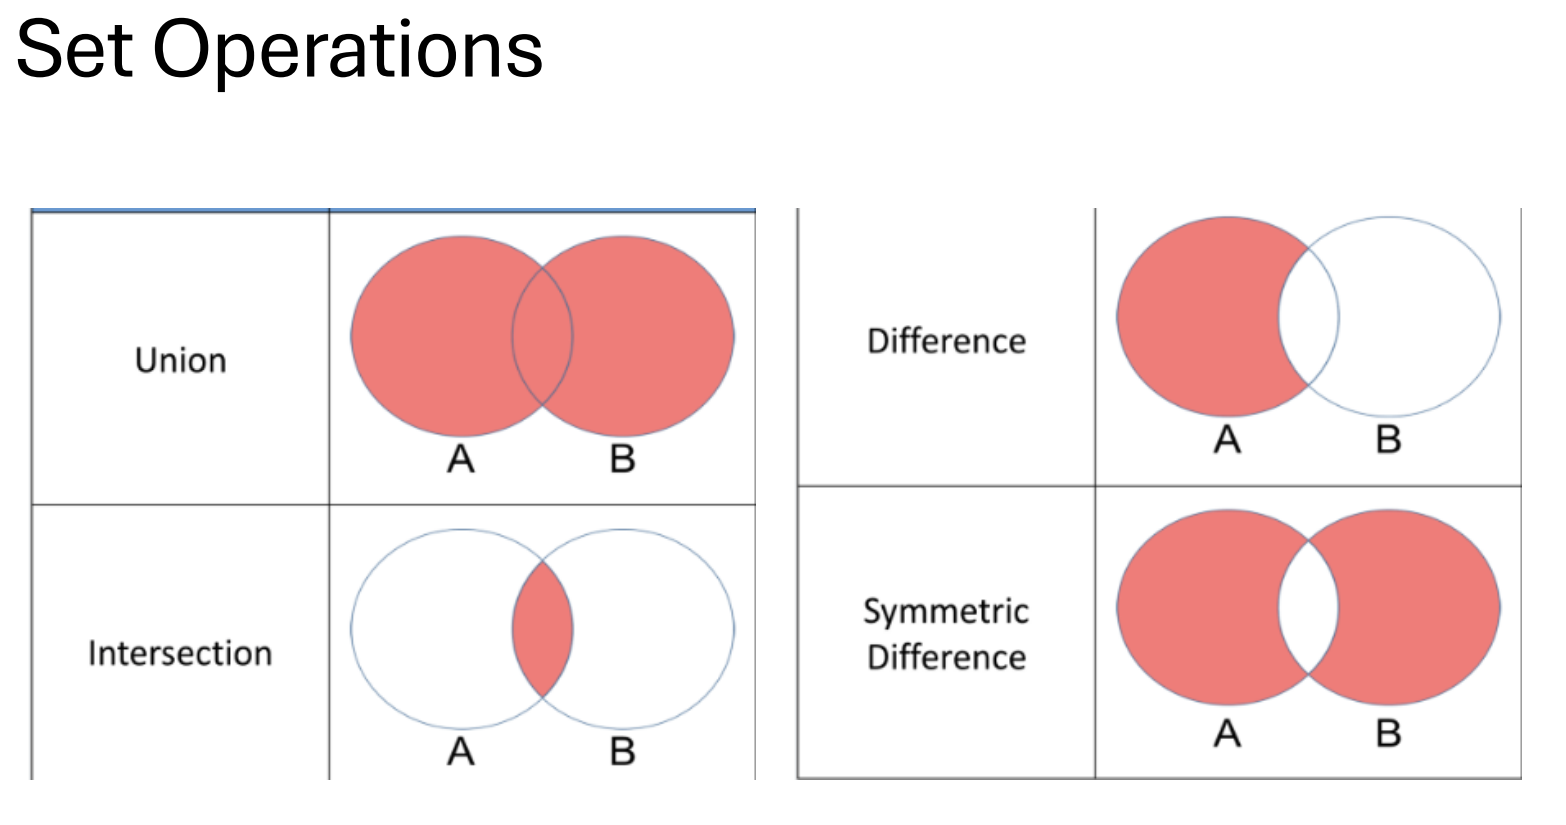 Set Operations
Union
A B
Intersection
A B
Difference
A B
Symmetric
Difference
A B